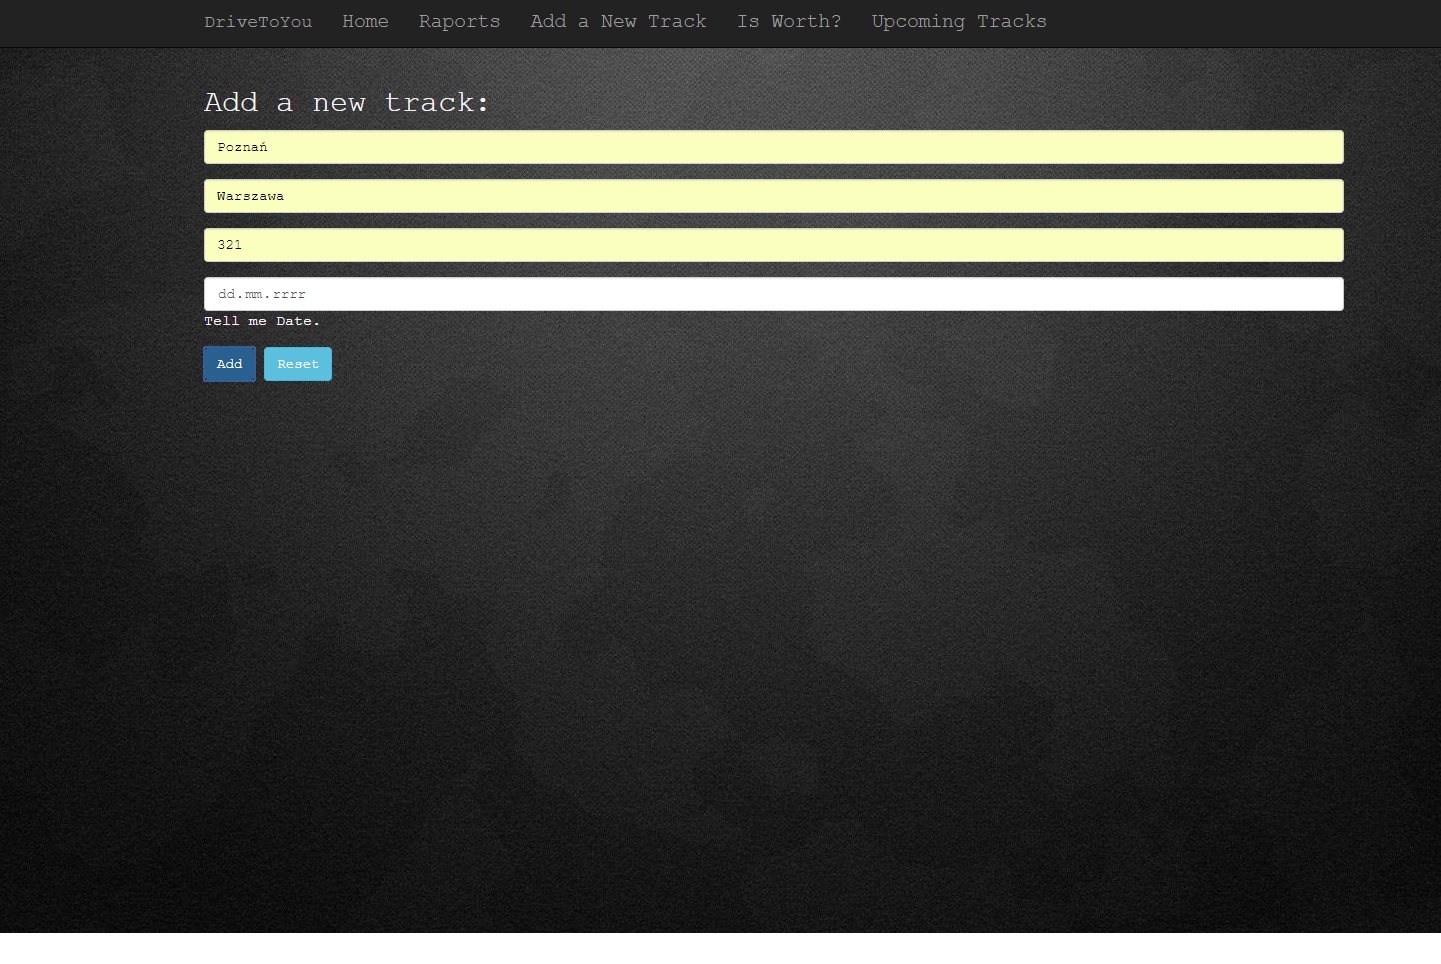 DriveToYou Home Raports Add a New Track Is Worth? Upcoming Tracks
Add a new track:
Poznań
Warszawa
321
dd.mm.rrrr
Tell me Date.
Add Reset